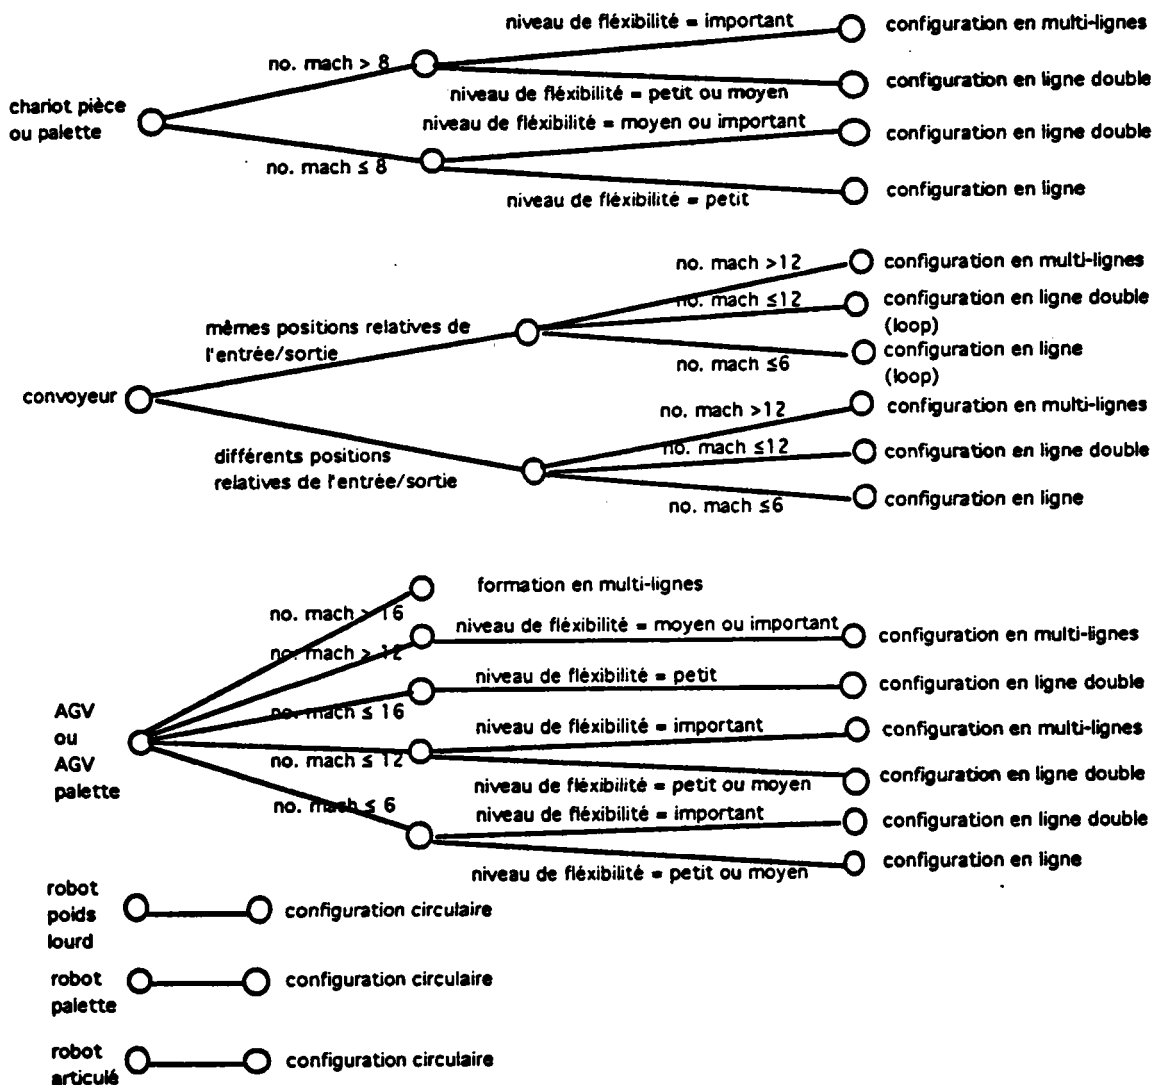 niveau de fléxibilité = important
configuration en multi-lignes
no. mach > 8
configuration en ligne double
niveau de fléxibilité = petit ou moyen
chariot pièce
ou palette
niveau de fléxibilité = moyen ou important
configuration en ligne double
no. mach ≤ 8
configuration en ligne
niveau de fléxibilité = petit
no. mach >12
configuration en multi-lignes
no. mach ≤12
configuration en ligne double
(loop)
mêmes positions relatives de
l'entrée/sortie
configuration en ligne
(loop)
no. mach ≤6
convoyeur
no. mach >12
configuration en multi-lignes
no. mach ≤12
configuration en ligne double
différents positions
relatives de l'entrée/sortie
configuration en ligne
no. mach ≤6
formation en multi-lignes
no. mach > 16
niveau de fléxibilité = moyen ou important
configuration en multi-lignes
no. mach > 12
niveau de fléxibilité = petit
configuration en ligne double
no. mach ≤ 16
AGV
ou
AGV
palette
niveau de fléxibilité = important
configuration en multi-lignes
no. mach ≤ 12
configuration en ligne double
niveau de fléxibilité = petit ou moyen
no. mach ≤ 6
niveau de fléxibilité = important
configuration en ligne double
configuration en ligne
niveau de fléxibilité = petit ou moyen
robot
poids
lourd
configuration circulaire
robot
palette
configuration circulaire
robot
articulé
configuration circulaire